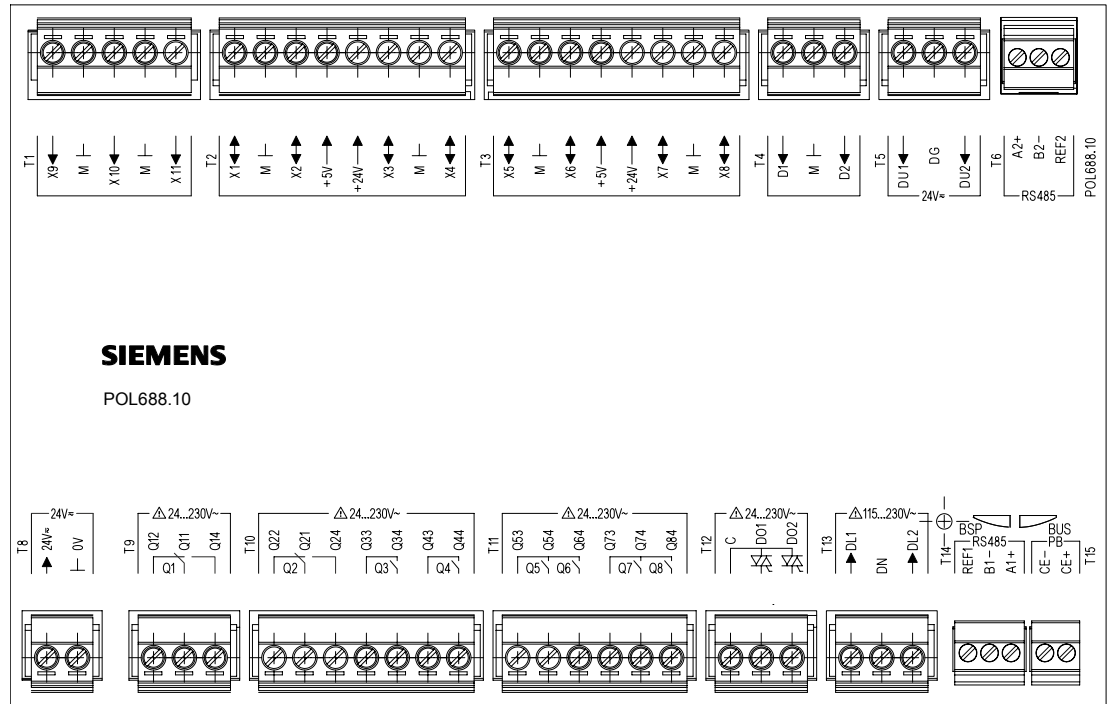 T1 X9 M X10 M X11
T2 X1 M X2 +5V +24V X3 M X4
T3 X5 M X6 +5V +24V X7 M X8
T4 D1 M D2
T5 DU1 DG DU2
24V≂
T6 A2+ B2- REF2
RS485
POL688.10
SIEMENS
POL688.10
T8 24V≂
24V≂ 0V
T9 ⚠ 24...230V~
Q12 Q11 Q14
Q1
T10 ⚠ 24...230V~
Q22 Q21 Q24 Q33 Q34 Q43 Q44
Q2 Q3 Q4
T11 ⚠ 24...230V~
Q53 Q54 Q64 Q73 Q74 Q84
Q5 Q6 Q7 Q8
T12 ⚠ 24...230V~
C DO1 DO2
T13 ⚠ 115...230V~
DL1 DN DL2
BSP BUS
T14 RS485
REF1 B1- A1+
PB T15
CE- CE+